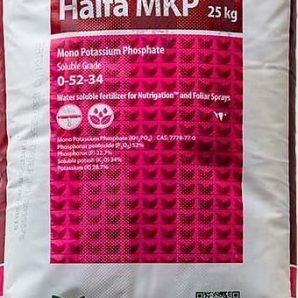 Haifa MKP 25 kg
Mono Potassium Phosphate
Soluble Grade
0-52-34
Water soluble fertilizer for Nutrigation™ and Foliar Sprays
Mono Potassium Phosphate (KH₂PO₄) CAS: 7778-77-0
Phosphorus pentoxide (P₂O₅) 52%
Phosphorus (P) 22.7%
Soluble potash (K₂O) 34%
Potassium (K) 28.7%